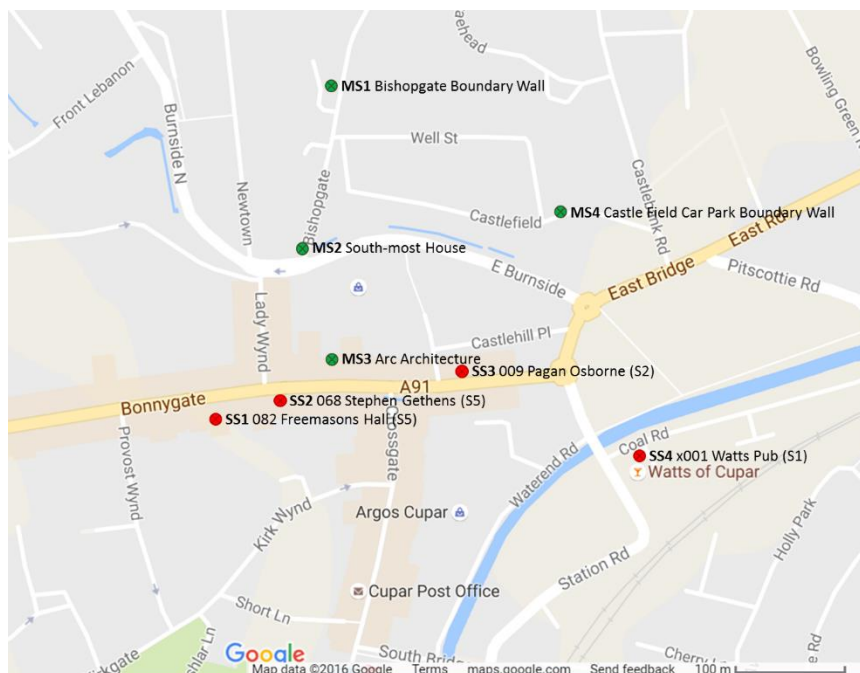 Front Lebanon
Burnside N
MS1 Bishopgate Boundary Wall
Bowling Green
Well St
Newtown
Bishopgate
Castlefield
MS4 Castle Field Car Park Boundary Wall
Castlebank Rd
East Rd
MS2 South-most House
E Burnside
East Bridge
Pitscottie Rd
Lady Wynd
Castlehill Pl
MS3 Arc Architecture
SS3 009 Pagan Osborne (S2)
A91
Bonnygate
SS2 068 Stephen Gethens (S5)
SS1 082 Freemasons Hall (S5)
Crossgate
Provost Wynd
Waterend Rd
Coal Rd
SS4 x001 Watts Pub (S1)
Watts of Cupar
Kirk Wynd
Argos Cupar
Holly Park
Station Rd
Cupar Post Office
Short Ln
South Bridge
Google
Map data ©2016 Google Terms maps.google.com Send feedback 100 m